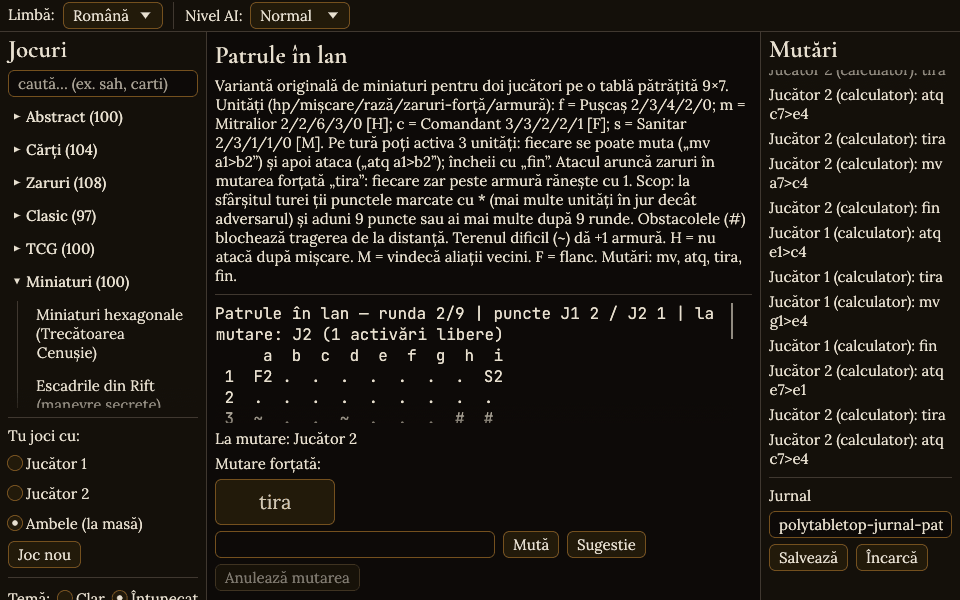 Limbă:
Română
Nivel AI:
Normal
Jocuri
caută... (ex. sah, carti)
Abstract (100)
Cărți (104)
Zaruri (108)
Clasic (97)
TCG (100)
Miniaturi (100)
Miniaturi hexagonale
(Trecătoarea
Cenușie)
Escadrile din Rift
(manevre secrete)
Tu joci cu:
Jucător 1
Jucător 2
Ambele (la masă)
Joc nou
Temă: Clar Întunecat
Patrule în lan
Variantă originală de miniaturi pentru doi jucători pe o tablă pătrățită 9×7.
Unități (hp/mișcare/rază/zaruri-forță/armură): f = Pușcaș 2/3/4/2/0; m =
Mitralior 2/2/6/3/0 [H]; c = Comandant 3/3/2/2/1 [F]; s = Sanitar
2/3/1/1/0 [M]. Pe tură poți activa 3 unități: fiecare se poate muta („mv
a1>b2”) și apoi ataca („atq a1>b2”); închei cu „fin”. Atacul aruncă zaruri în
mutarea forțată „tira”: fiecare zar peste armură rănește cu 1. Scop: la
sfârșitul turei ții punctele marcate cu * (mai multe unități în jur decât
adversarul) și aduni 9 puncte sau ai mai multe după 9 runde. Obstacolele (#)
blochează tragerea de la distanță. Terenul dificil (~) dă +1 armură. H = nu
atacă după mișcare. M = vindecă aliații vecini. F = flanc. Mutări: mv, atq, tira,
fin.
Patrule în lan — runda 2/9 | puncte J1 2 / J2 1 | la
mutare: J2 (1 activări libere)
a b c d e f g h i
1 F2 . . . . . . . S2
2 . . . . . . . . .
3 ~ . . ~ . . . # #
La mutare: Jucător 2
Mutare forțată:
tira
Mută
Sugestie
Anulează mutarea
Mutări
Jucător 2 (calculator): tira
Jucător 2 (calculator): atq
c7>e4
Jucător 2 (calculator): tira
Jucător 2 (calculator): mv
a7>c4
Jucător 2 (calculator): fin
Jucător 1 (calculator): atq
e1>c4
Jucător 1 (calculator): tira
Jucător 1 (calculator): mv
g1>e4
Jucător 1 (calculator): fin
Jucător 2 (calculator): atq
e7>e1
Jucător 2 (calculator): tira
Jucător 2 (calculator): atq
c7>e4
Jurnal
polytabletop-jurnal-pat
Salvează
Încarcă